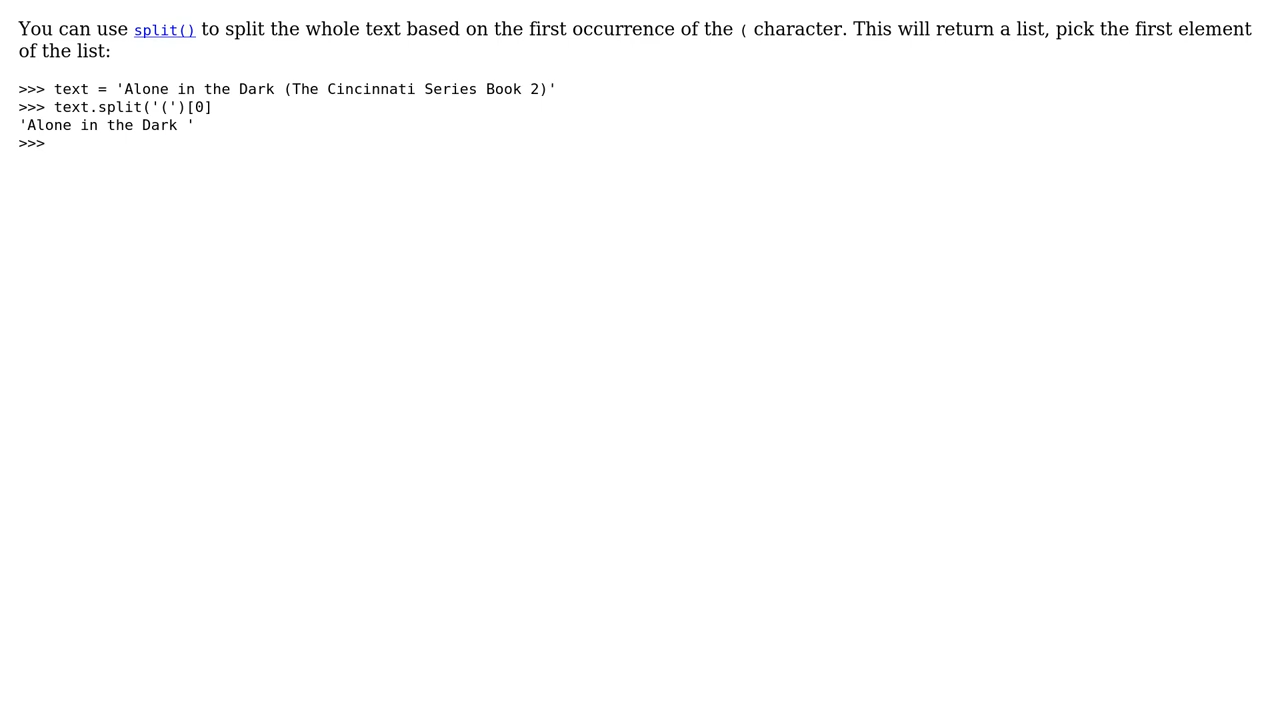 You can use split() to split the whole text based on the first occurrence of the ( character. This will return a list, pick the first element
of the list:
>>> text = 'Alone in the Dark (The Cincinnati Series Book 2)'
>>> text.split('(')[0]
'Alone in the Dark '
>>>